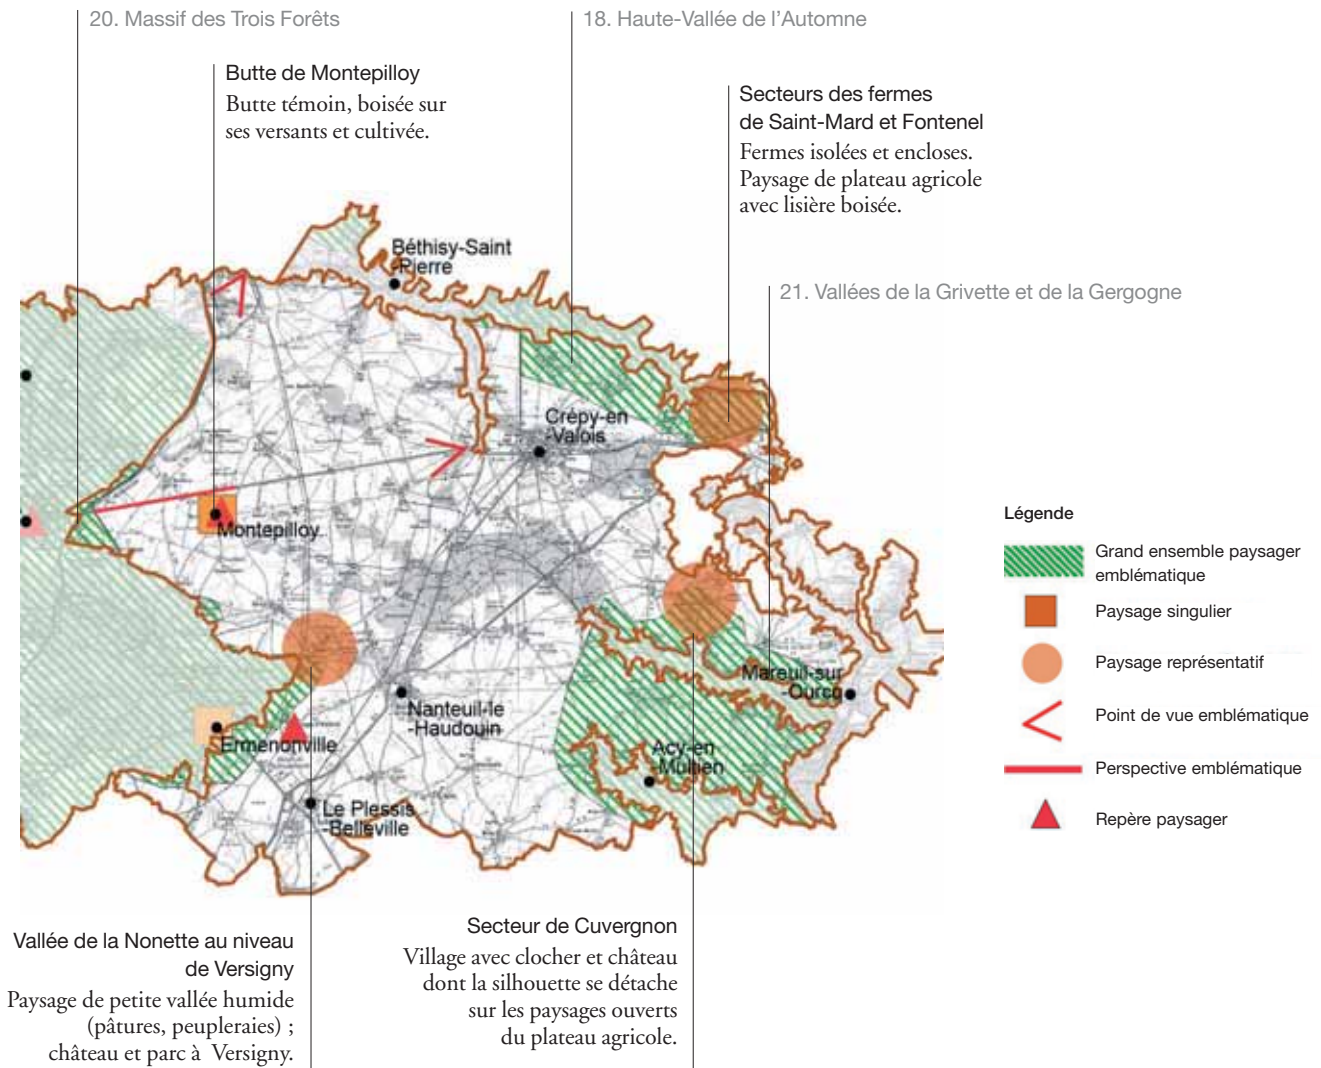 20. Massif des Trois Forêts
18. Haute-Vallée de l'Automne
Butte de Montepilloy
Butte témoin, boisée sur
ses versants et cultivée.
Secteurs des fermes
de Saint-Mard et Fontenel
Fermes isolées et encloses.
Paysage de plateau agricole
avec lisière boisée.
21. Vallées de la Grivette et de la Gergogne
Béthisy-Saint
-Pierre
Crépy-en
-Valois
Montepilloy
Mareuil-sur
-Ourcq
Nanteuil-le
-Haudouin
Ermenonville
Acy-en
-Multien
Le Plessis
-Belleville
Légende
Grand ensemble paysager
emblématique
Paysage singulier
Paysage représentatif
Point de vue emblématique
Perspective emblématique
Repère paysager
Vallée de la Nonette au niveau
de Versigny
Paysage de petite vallée humide
(pâtures, peupleraies) ;
château et parc à Versigny.
Secteur de Cuvergnon
Village avec clocher et château
dont la silhouette se détache
sur les paysages ouverts
du plateau agricole.